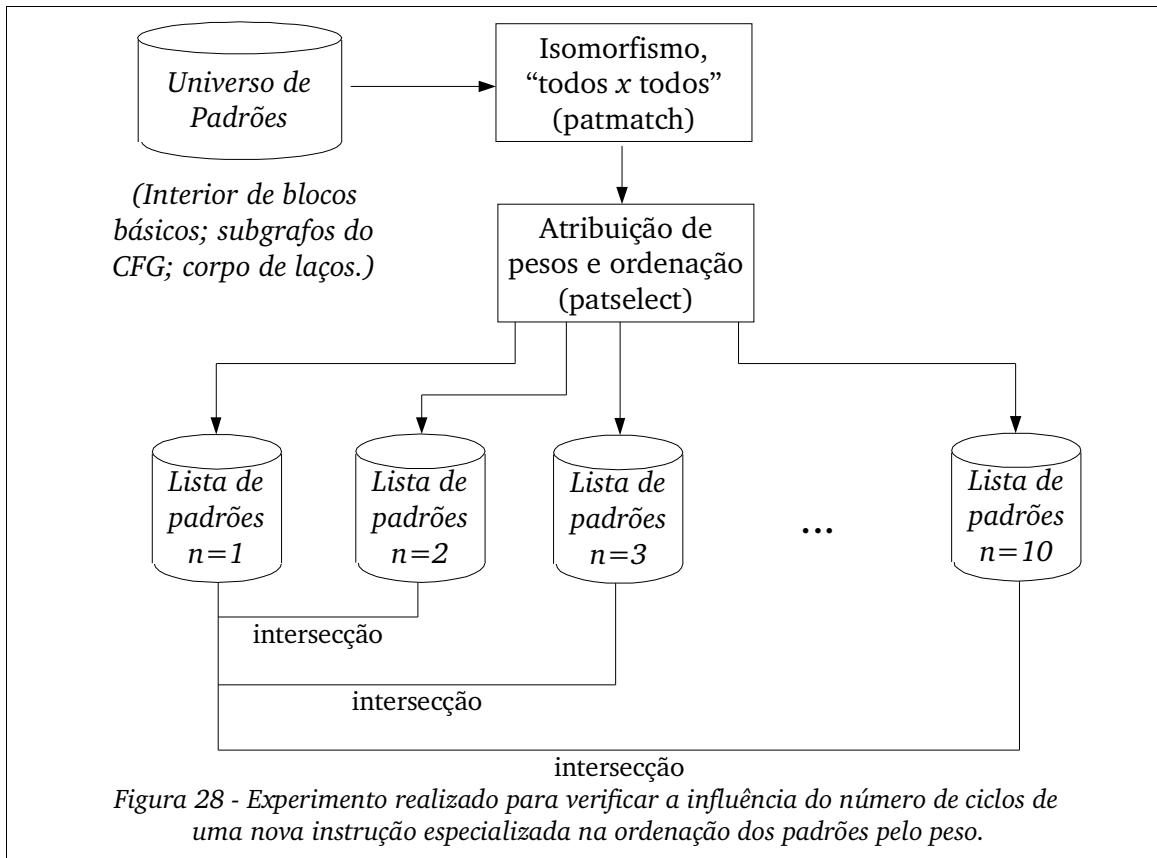 Universo de
Padrões
Isomorfismo,
“todos x todos”
(patmatch)
(Interior de blocos
básicos; subgrafos do
CFG; corpo de laços.)
Atribuição de
pesos e ordenação
(patselect)
Lista de
padrões
n=1
Lista de
padrões
n=2
Lista de
padrões
n=3
...
Lista de
padrões
n=10
intersecção
intersecção
intersecção
Figura 28 - Experimento realizado para verificar a influência do número de ciclos de
uma nova instrução especializada na ordenação dos padrões pelo peso.